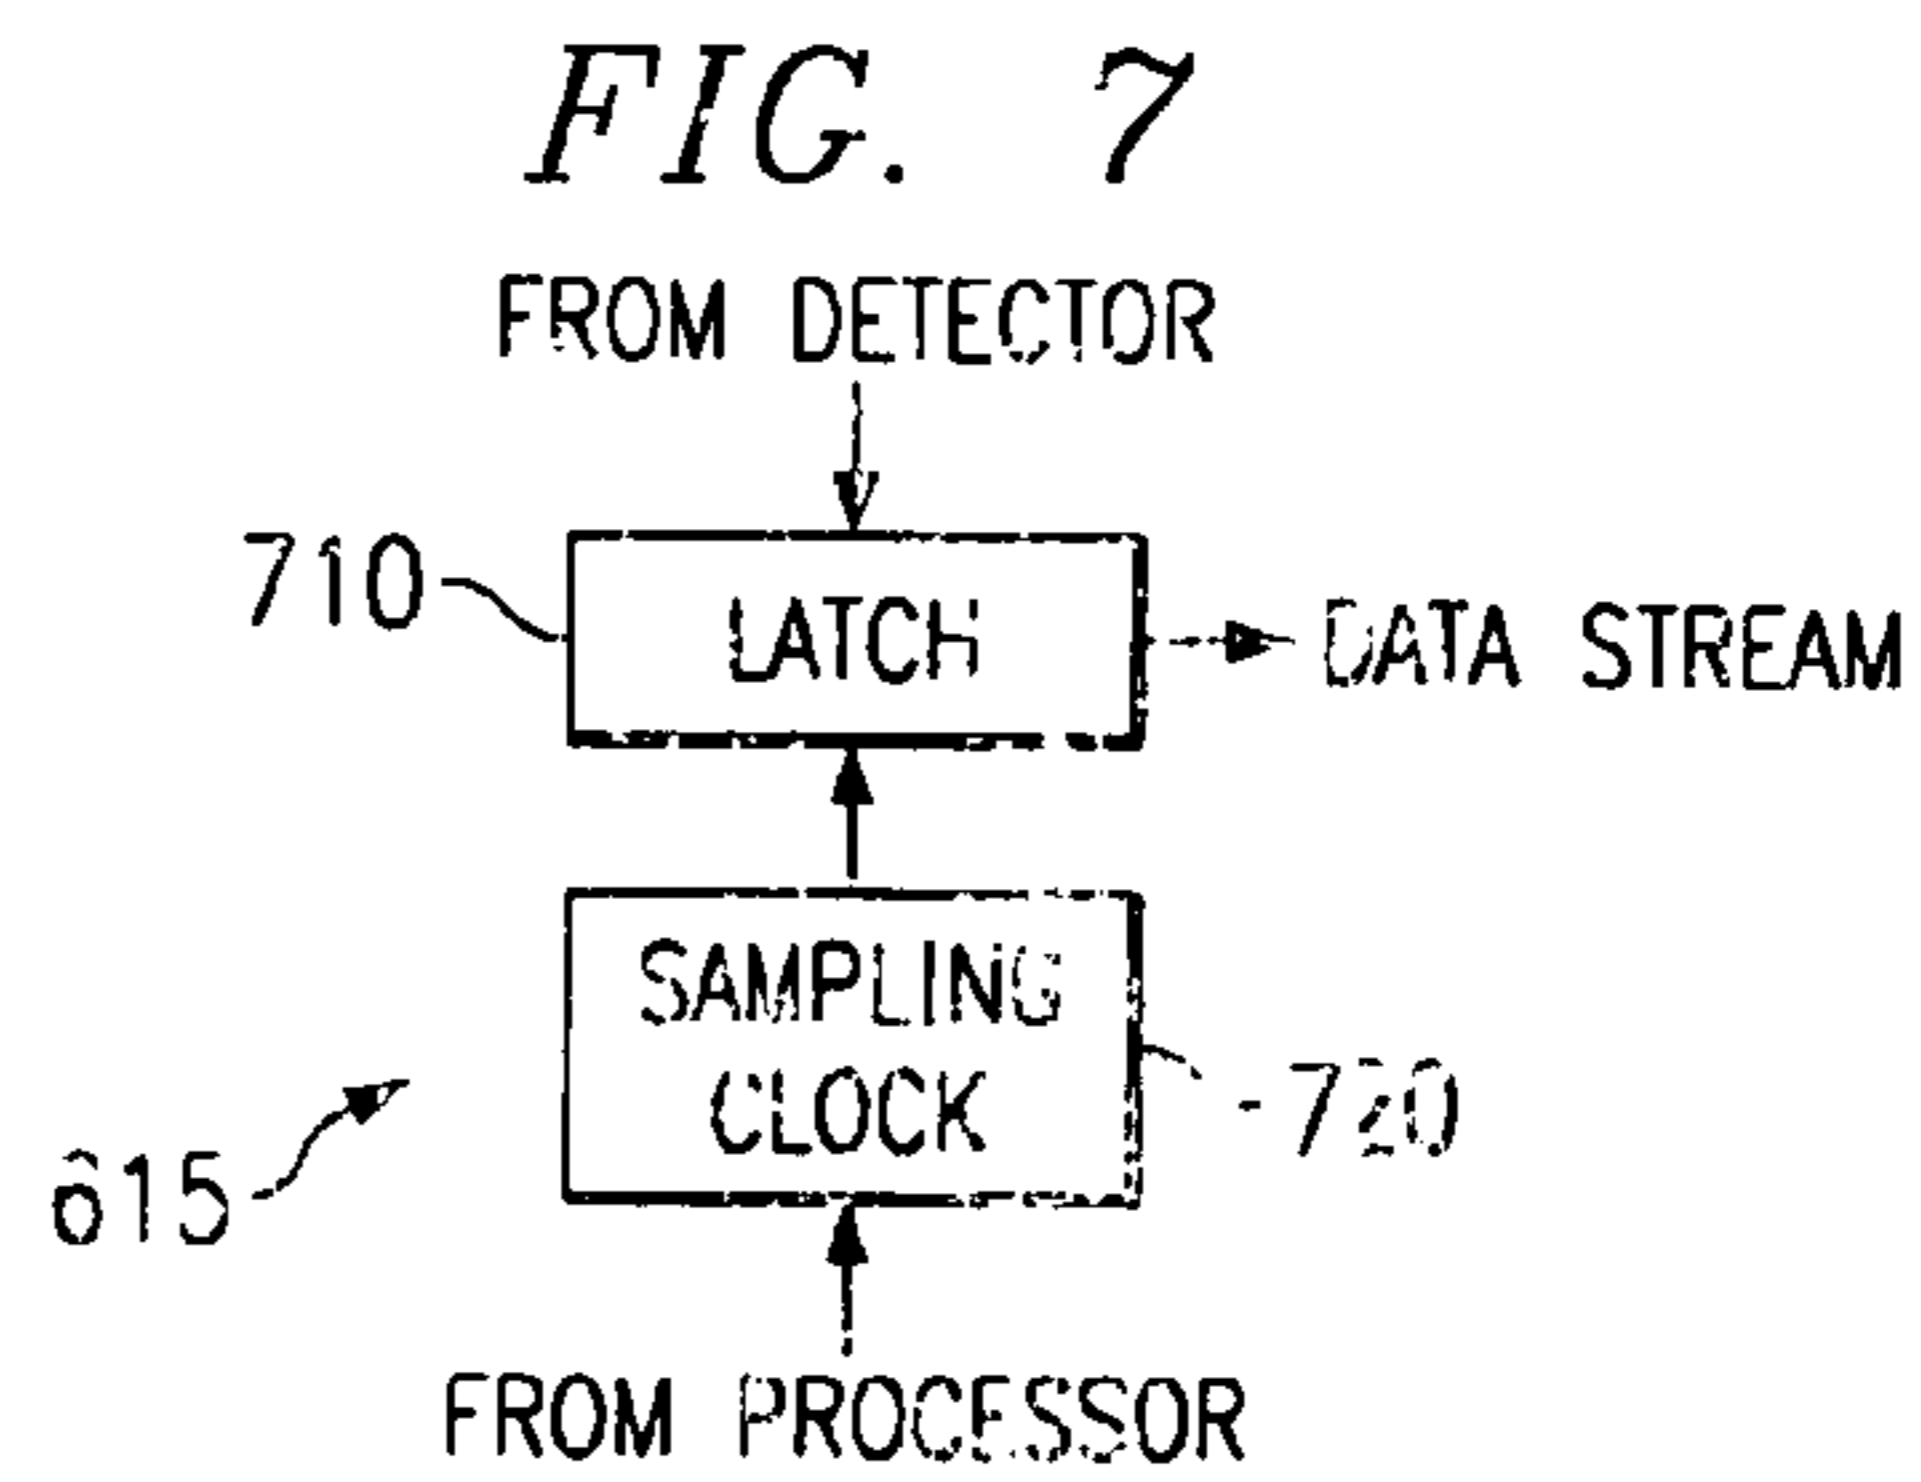 FIG. 7
FROM DETECTOR
710
LATCH
DATA STREAM
SAMPLING
CLOCK
720
615
FROM PROCESSOR